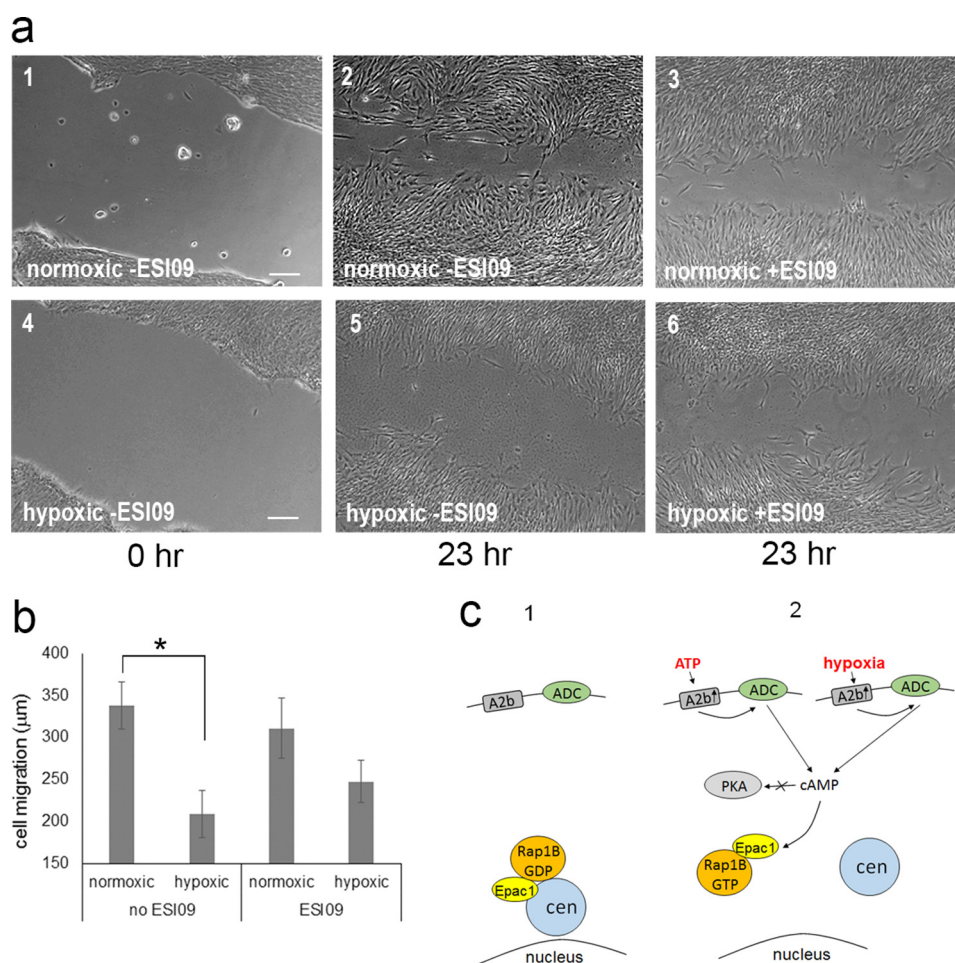 a
1
normoxic -ESI09
2
normoxic -ESI09
3
normoxic +ESI09
4
hypoxic -ESI09
5
hypoxic -ESI09
6
hypoxic +ESI09
0 hr
23 hr
23 hr
b
*
cell migration (µm)
400
350
300
250
200
150
normoxic
hypoxic
normoxic
hypoxic
no ESI09
ESI09
c
1
A2b
ADC
Rap1B
GDP
Epac1
cen
nucleus
2
ATP
hypoxia
A2b
ADC
A2b
ADC
PKA
cAMP
Epac1
Rap1B
GTP
cen
nucleus